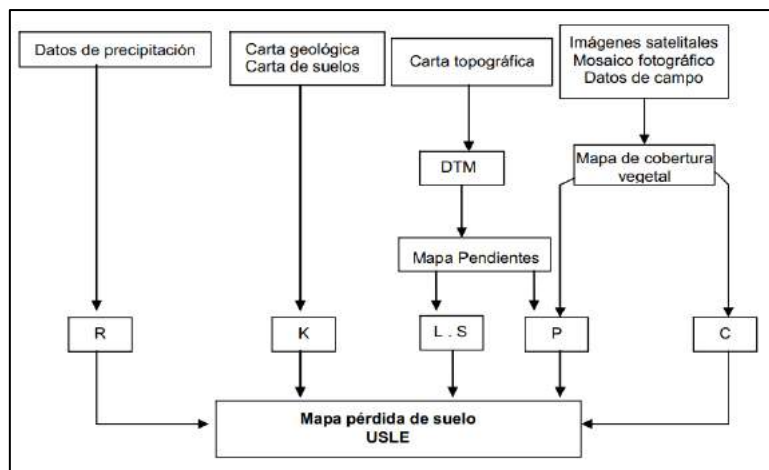 Datos de precipitación
Carta geológica
Carta de suelos
Carta topográfica
Imágenes satelitales
Mosaico fotográfico
Datos de campo
DTM
Mapa de cobertura
vegetal
Mapa Pendientes
R
K
L . S
P
C
Mapa pérdida de suelo
USLE